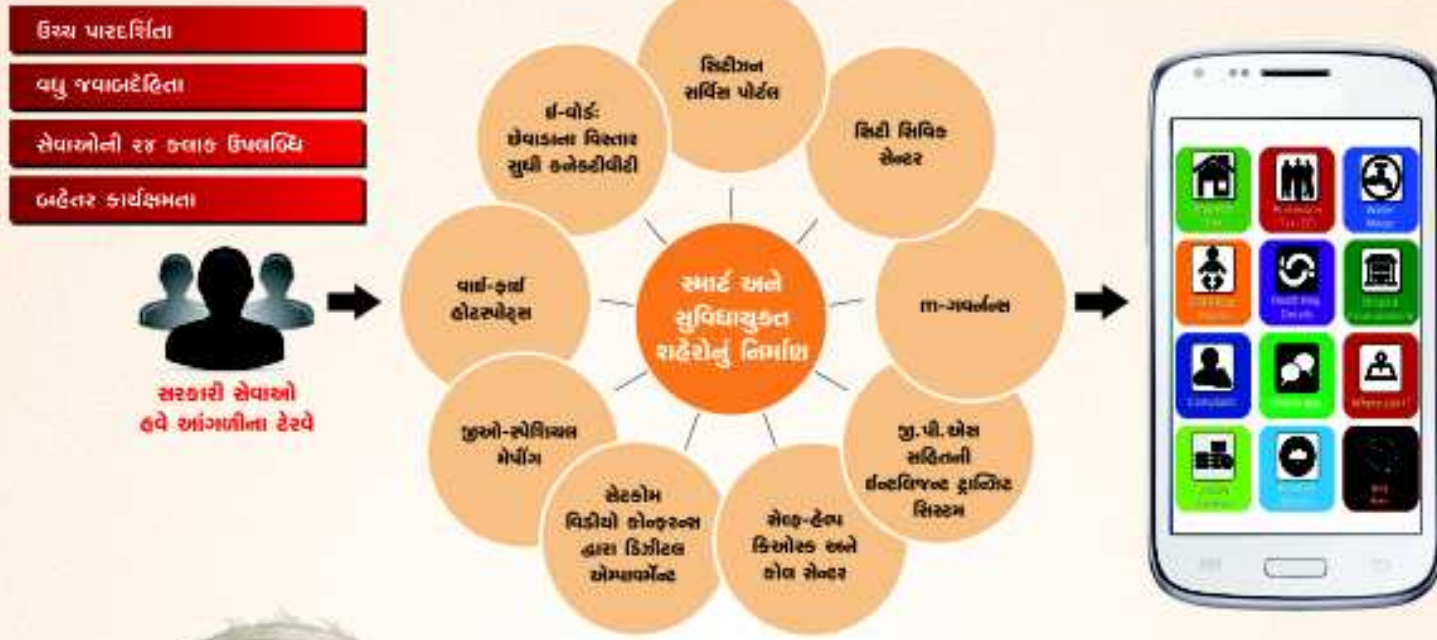 ઉચ્ચ પારદર્શિતા
વધુ જવાબદેહિતા
સેવાઓની ૨૪ કલાક ઉપલબ્ધિ
બહેતર કાર્યક્ષમતા
સરકારી સેવાઓ
હવે આંગળીના ટેરવે
સિટીઝન
સર્વિસ પોર્ટલ
સિટી સિવિક
સેન્ટર
m-ગવર્નન્સ
જી.પી.એસ
સહિતની
ઈન્ટેલિજન્ટ ટ્રાન્ઝિટ
સિસ્ટમ
સેલ્ફ-હેલ્પ
કિઓસ્ક અને
કોલ સેન્ટર
સેટકોમ
વિડીયો કોન્ફરન્સ
દ્વારા ડિઝીટલ
એમ્પાવર્મેન્ટ
જીઓ-સ્પેશિયલ
મેપીંગ
વાઈ-ફાઈ
હોટસ્પોટ્સ
ઈ-વોર્ડઃ
છેવાડાના વિસ્તાર
સુધી કનેક્ટીવીટી
સ્માર્ટ અને
સુવિધાયુક્ત
શહેરોનું નિર્માણ
Water
Complaint